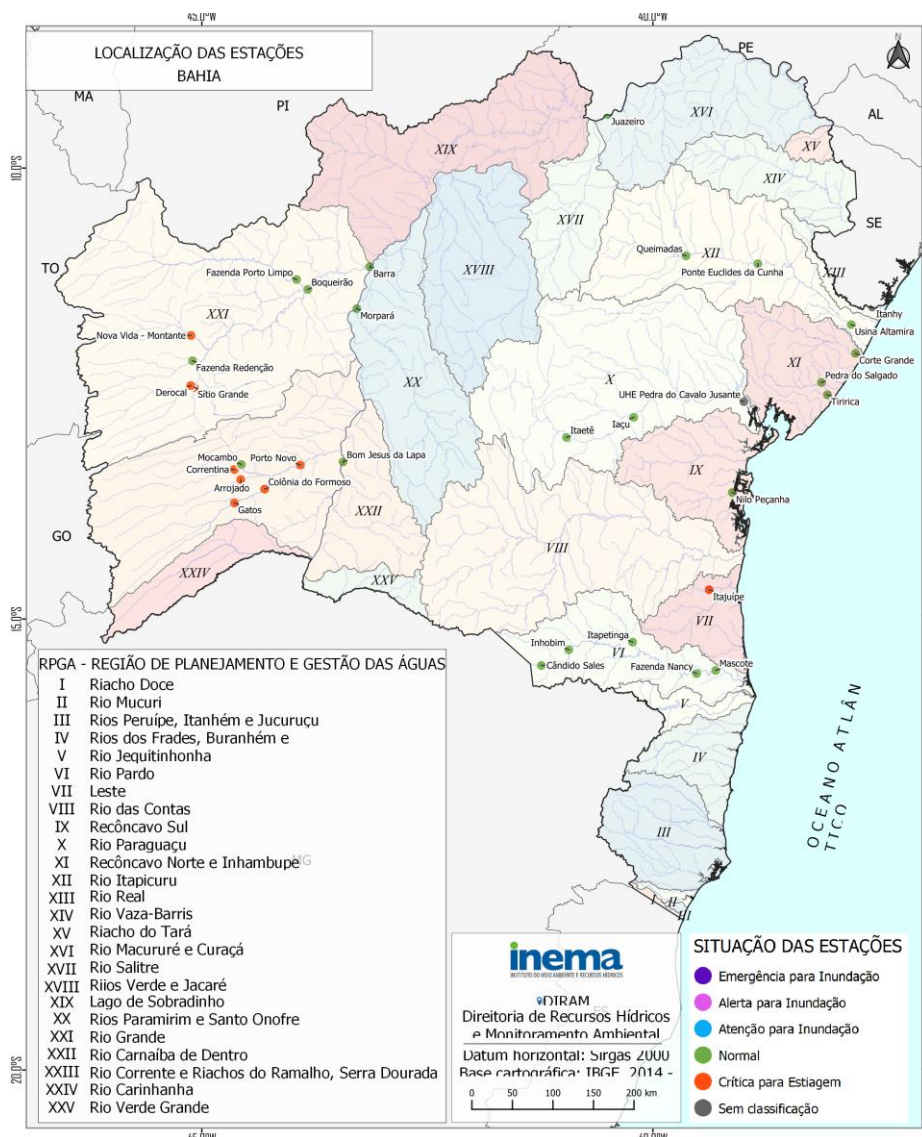 45.0°W
40.0°W
LOCALIZAÇÃO DAS ESTAÇÕES
BAHIA
N
MA
PI
PE
AL
SE
TO
GO
MG
ES
10.0°S
15.0°S
20.0°S
Juazeiro
XVI
XIX
XV
XIV
XVII
Queimadas
XII
Ponte Euclides da Cunha
XIII
XVIII
Fazenda Porto Limpo
Barra
Boqueirão
Morpará
Itanhy
Usina Altamira
XXI
Nova Vida - Montante
Corte Grande
XI
Fazenda Redenção
Pedra do Salgado
XX
X
Derocal
Sítio Grande
Tiririca
UHE Pedra do Cavalo Jusante
Iaçu
Itaetê
Mocambo
Porto Novo
Bom Jesus da Lapa
Correntina
IX
Arrojado
Colônia do Formoso
XXII
Nilo Peçanha
Gatos
VIII
XXIV
XXV
Itajuípe
VII
Itapetinga
Inhobim
VI
Cândido Sales
Fazenda Nancy
Mascote
V
IV
III
I
II
OCEANO ATLÂN
TICO
RPGA - REGIÃO DE PLANEJAMENTO E GESTÃO DAS ÁGUAS
I Riacho Doce
II Rio Mucuri
III Rios Peruípe, Itanhém e Jucuruçu
IV Rios dos Frades, Buranhém e
V Rio Jequitinhonha
VI Rio Pardo
VII Leste
VIII Rio das Contas
IX Recôncavo Sul
X Rio Paraguaçu
XI Recôncavo Norte e Inhambupe
XII Rio Itapicuru
XIII Rio Real
XIV Rio Vaza-Barris
XV Riacho do Tará
XVI Rio Macururé e Curaçá
XVII Rio Salitre
XVIII Riios Verde e Jacaré
XIX Lago de Sobradinho
XX Rios Paramirim e Santo Onofre
XXI Rio Grande
XXII Rio Carnaíba de Dentro
XXIII Rio Corrente e Riachos do Ramalho, Serra Dourada
XXIV Rio Carinhanha
XXV Rio Verde Grande
inema
INSTITUTO DO MEIO AMBIENTE E RECURSOS HÍDRICOS
DIRAM
Direitoria de Recursos Hídricos
e Monitoramento Ambiental
Datum horizontal: Sirgas 2000
Base cartográfica: IBGE, 2014 -
0 50 100 150 200 km
SITUAÇÃO DAS ESTAÇÕES
Emergência para Inundação
Alerta para Inundação
Atenção para Inundação
Normal
Crítica para Estiagem
Sem classificação